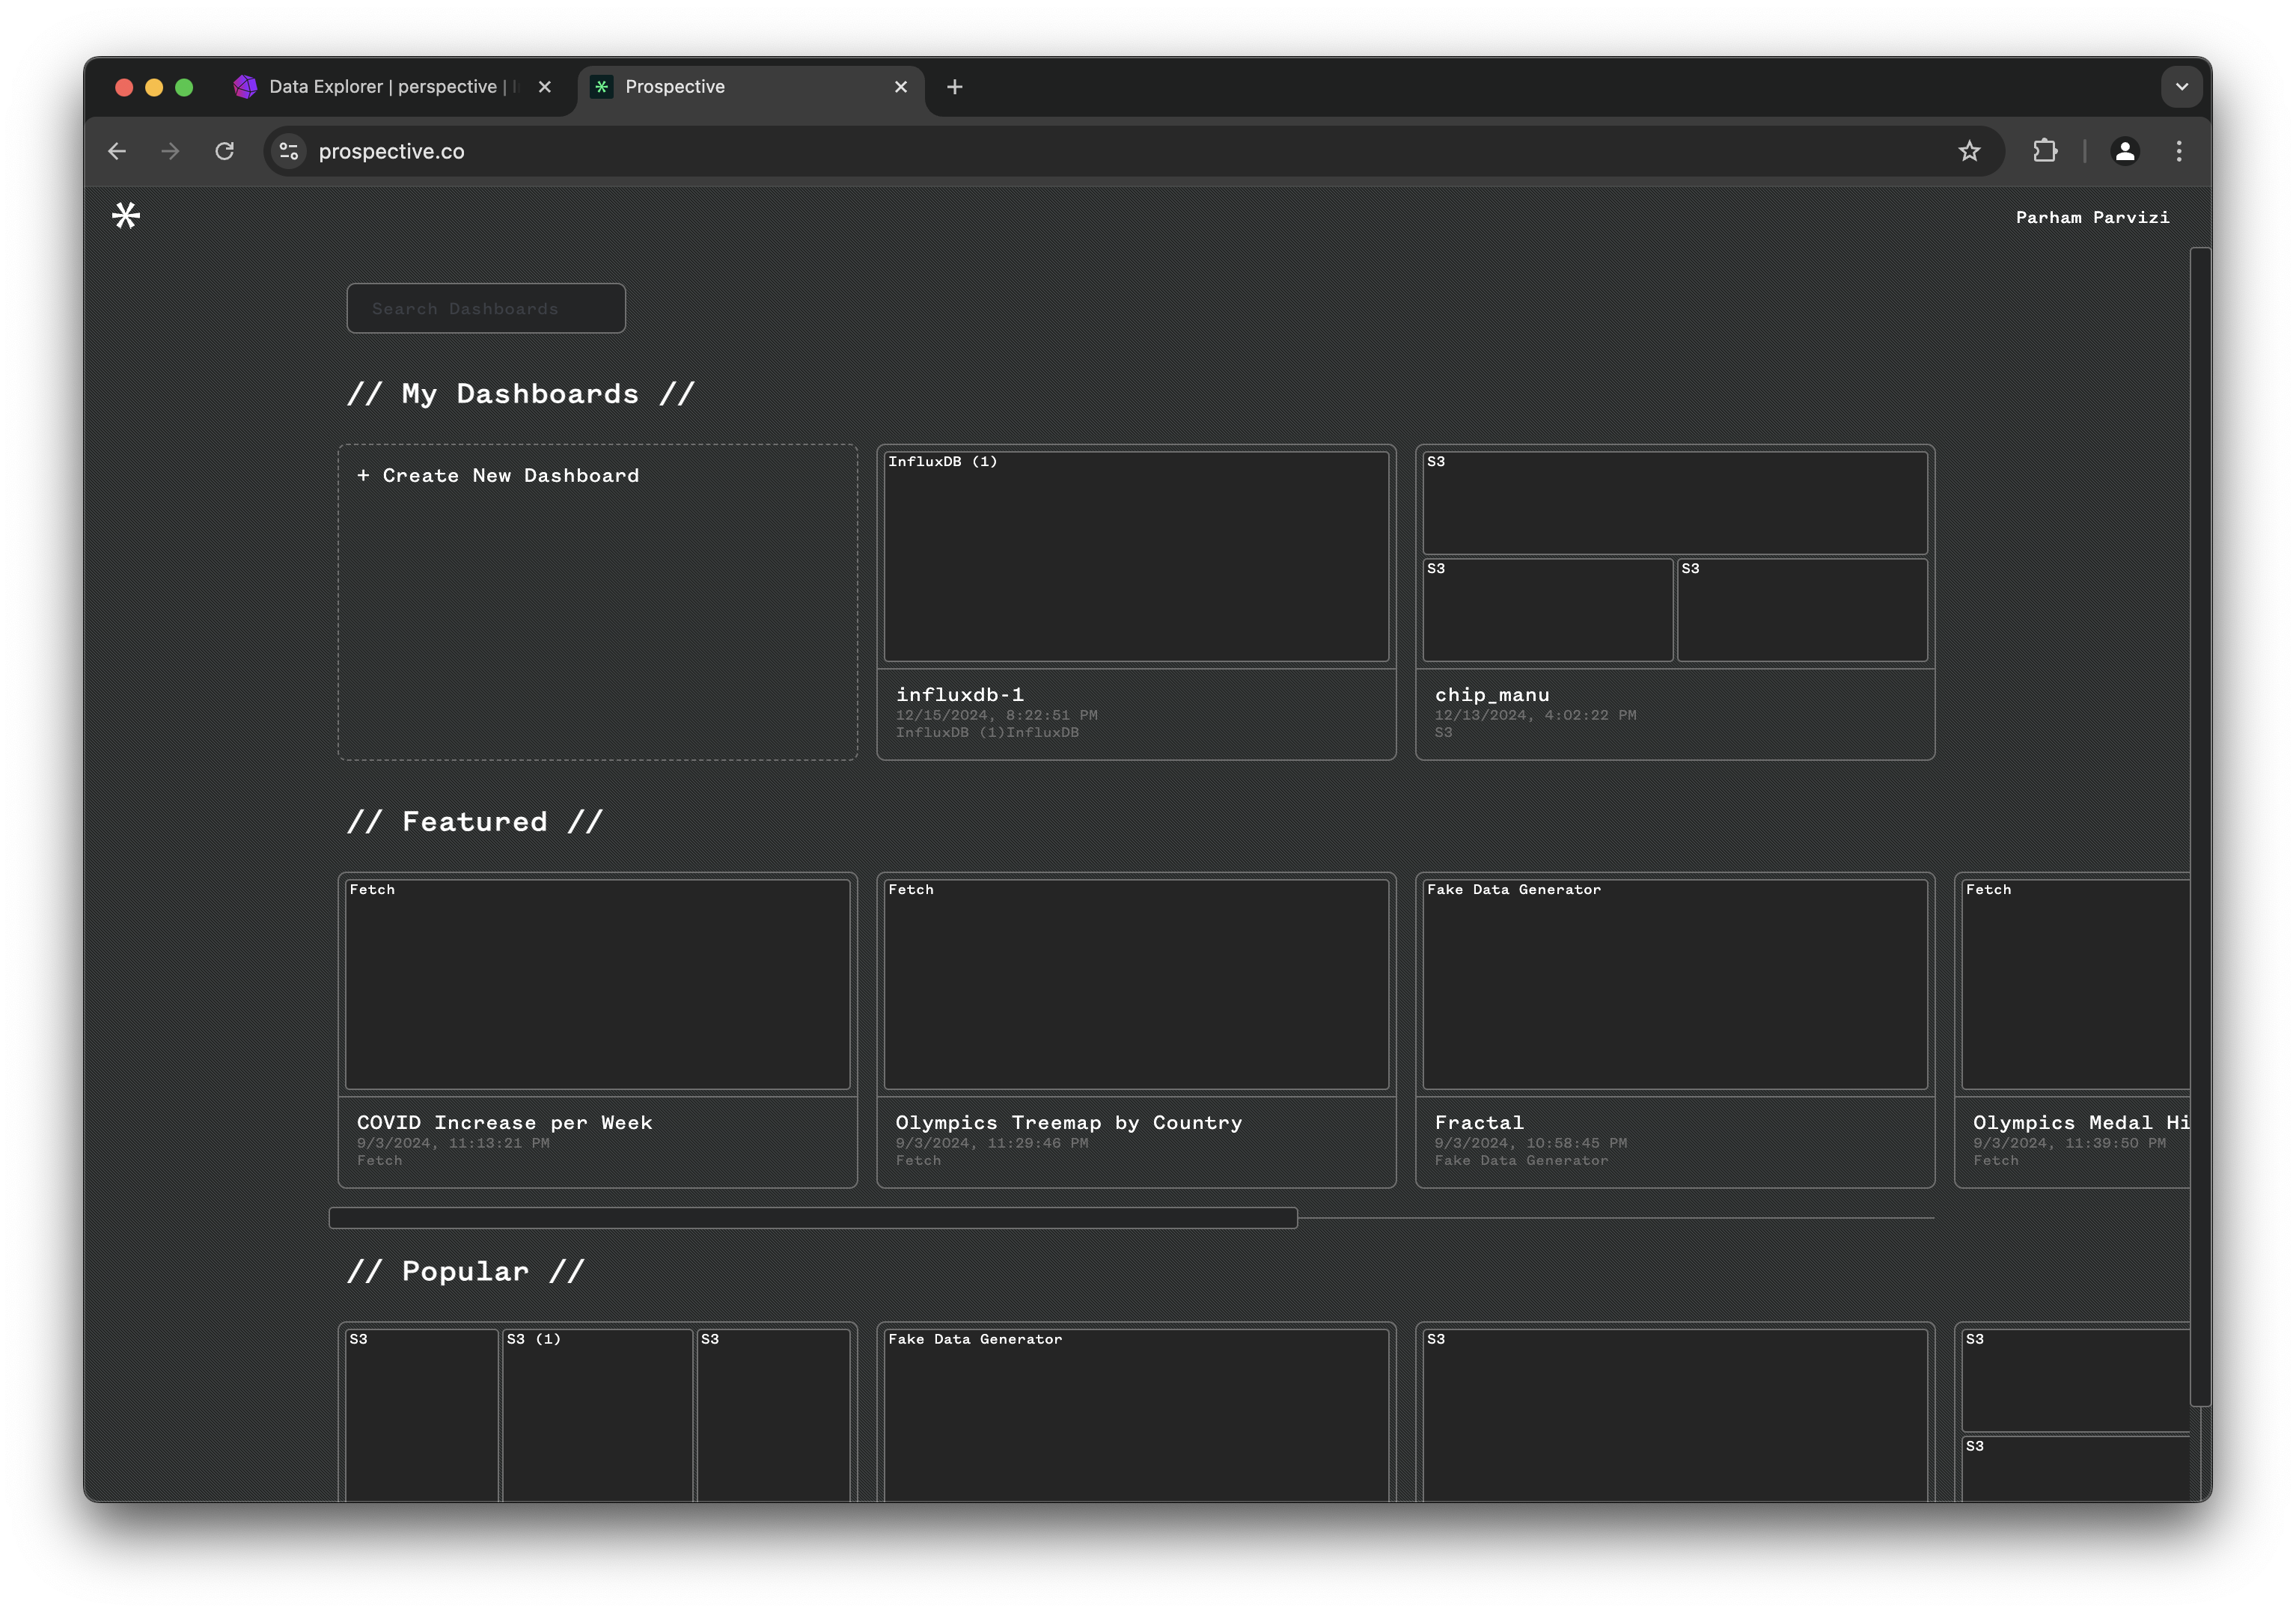 Data Explorer | perspective |
Prospective
prospective.co
Parham Parvizi
Search Dashboards
// My Dashboards //
+ Create New Dashboard
InfluxDB (1)
influxdb-1
12/15/2024, 8:22:51 PM
InfluxDB (1)InfluxDB
S3
S3
S3
chip_manu
12/13/2024, 4:02:22 PM
S3
// Featured //
Fetch
COVID Increase per Week
9/3/2024, 11:13:21 PM
Fetch
Fetch
Olympics Treemap by Country
9/3/2024, 11:29:46 PM
Fetch
Fake Data Generator
Fractal
9/3/2024, 10:58:45 PM
Fake Data Generator
Fetch
Olympics Medal Hi
9/3/2024, 11:39:50 PM
Fetch
// Popular //
S3
S3 (1)
S3
Fake Data Generator
S3
S3
S3